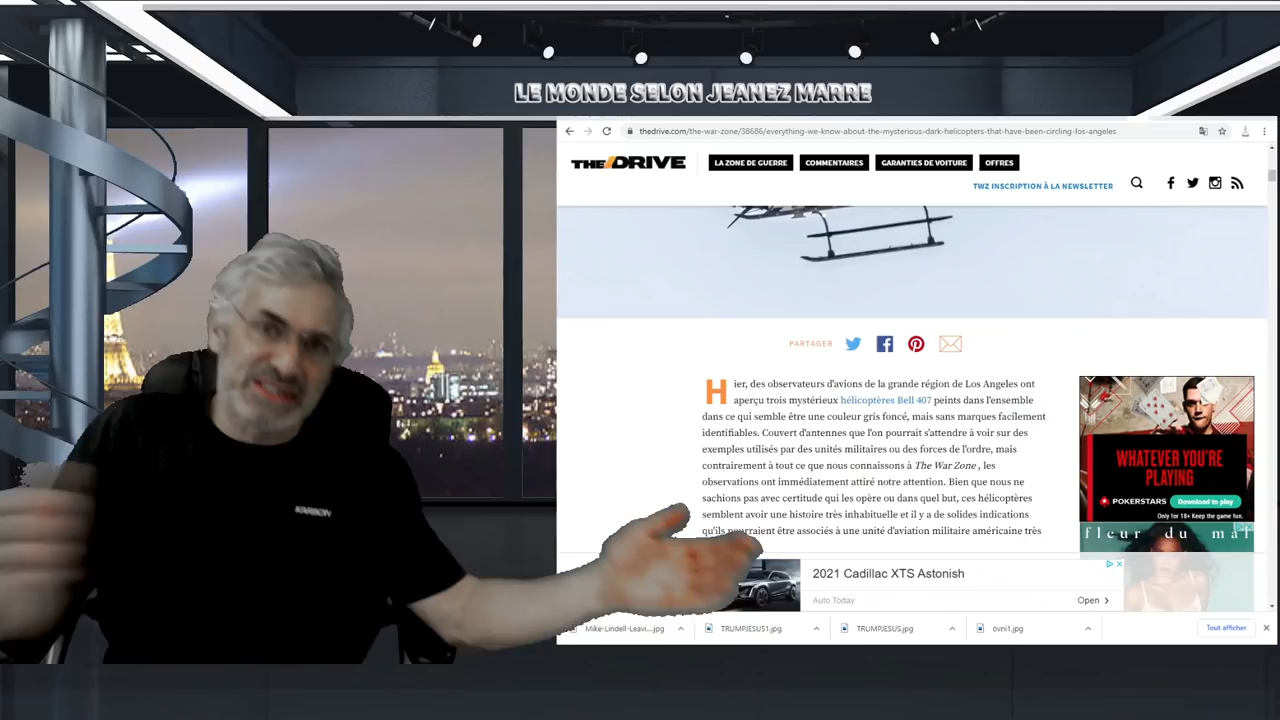 LE MONDE SELON JEANEZ MARRE
thedrive.com/the-war-zone/38686/everything-we-know-about-the-mysterious-dark-helicopters-that-have-been-circling-los-angeles
THE DRIVE
LA ZONE DE GUERRE
COMMENTAIRES
GARANTIES DE VOITURE
OFFRES
TWZ INSCRIPTION À LA NEWSLETTER
PARTAGER
Hier, des observateurs d'avions de la grande région de Los Angeles ont
aperçu trois mystérieux hélicoptères Bell 407 peints dans l'ensemble
dans ce qui semble être une couleur gris foncé, mais sans marques facilement
identifiables. Couvert d'antennes que l'on pourrait s'attendre à voir sur des
exemples utilisés par des unités militaires ou des forces de l'ordre, mais
contrairement à tout ce que nous connaissons à The War Zone , les
observations ont immédiatement attiré notre attention. Bien que nous ne
sachions pas avec certitude qui les opère ou dans quel but, ces hélicoptères
semblent avoir une histoire très inhabituelle et il y a de solides indications
qu'ils pourraient être associés à une unité d'aviation militaire américaine très
WHATEVER YOU'RE
PLAYING
POKERSTARS
Download to play
Only for 18+ Keep the game fun.
fleur du mal
2021 Cadillac XTS Astonish
Auto Today
Open
KARBON
Mike-Lindell-Leavi....jpg
TRUMPJESUS1.jpg
TRUMPJESUS.jpg
ovni1.jpg
Tout afficher